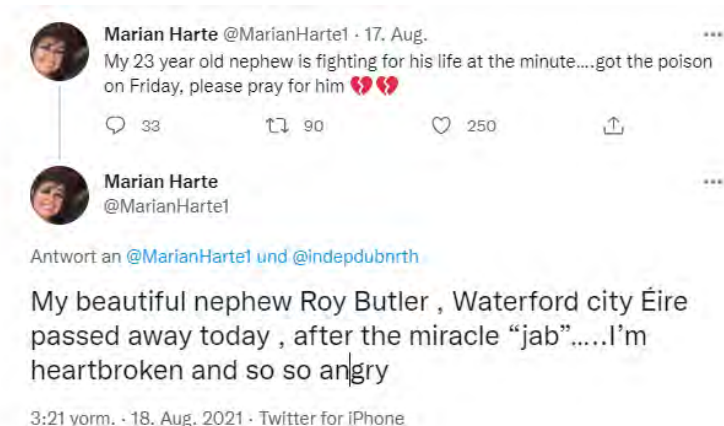 Marian Harte @MarianHarte1 · 17. Aug.
My 23 year old nephew is fighting for his life at the minute....got the poison
on Friday, please pray for him 💔💔
33 90 250
Marian Harte
@MarianHarte1
Antwort an @MarianHarte1 und @indepdubnrth
My beautiful nephew Roy Butler , Waterford city Éire
passed away today , after the miracle “jab”.....I’m
heartbroken and so so angry
3:21 vorm. · 18. Aug. 2021 · Twitter for iPhone